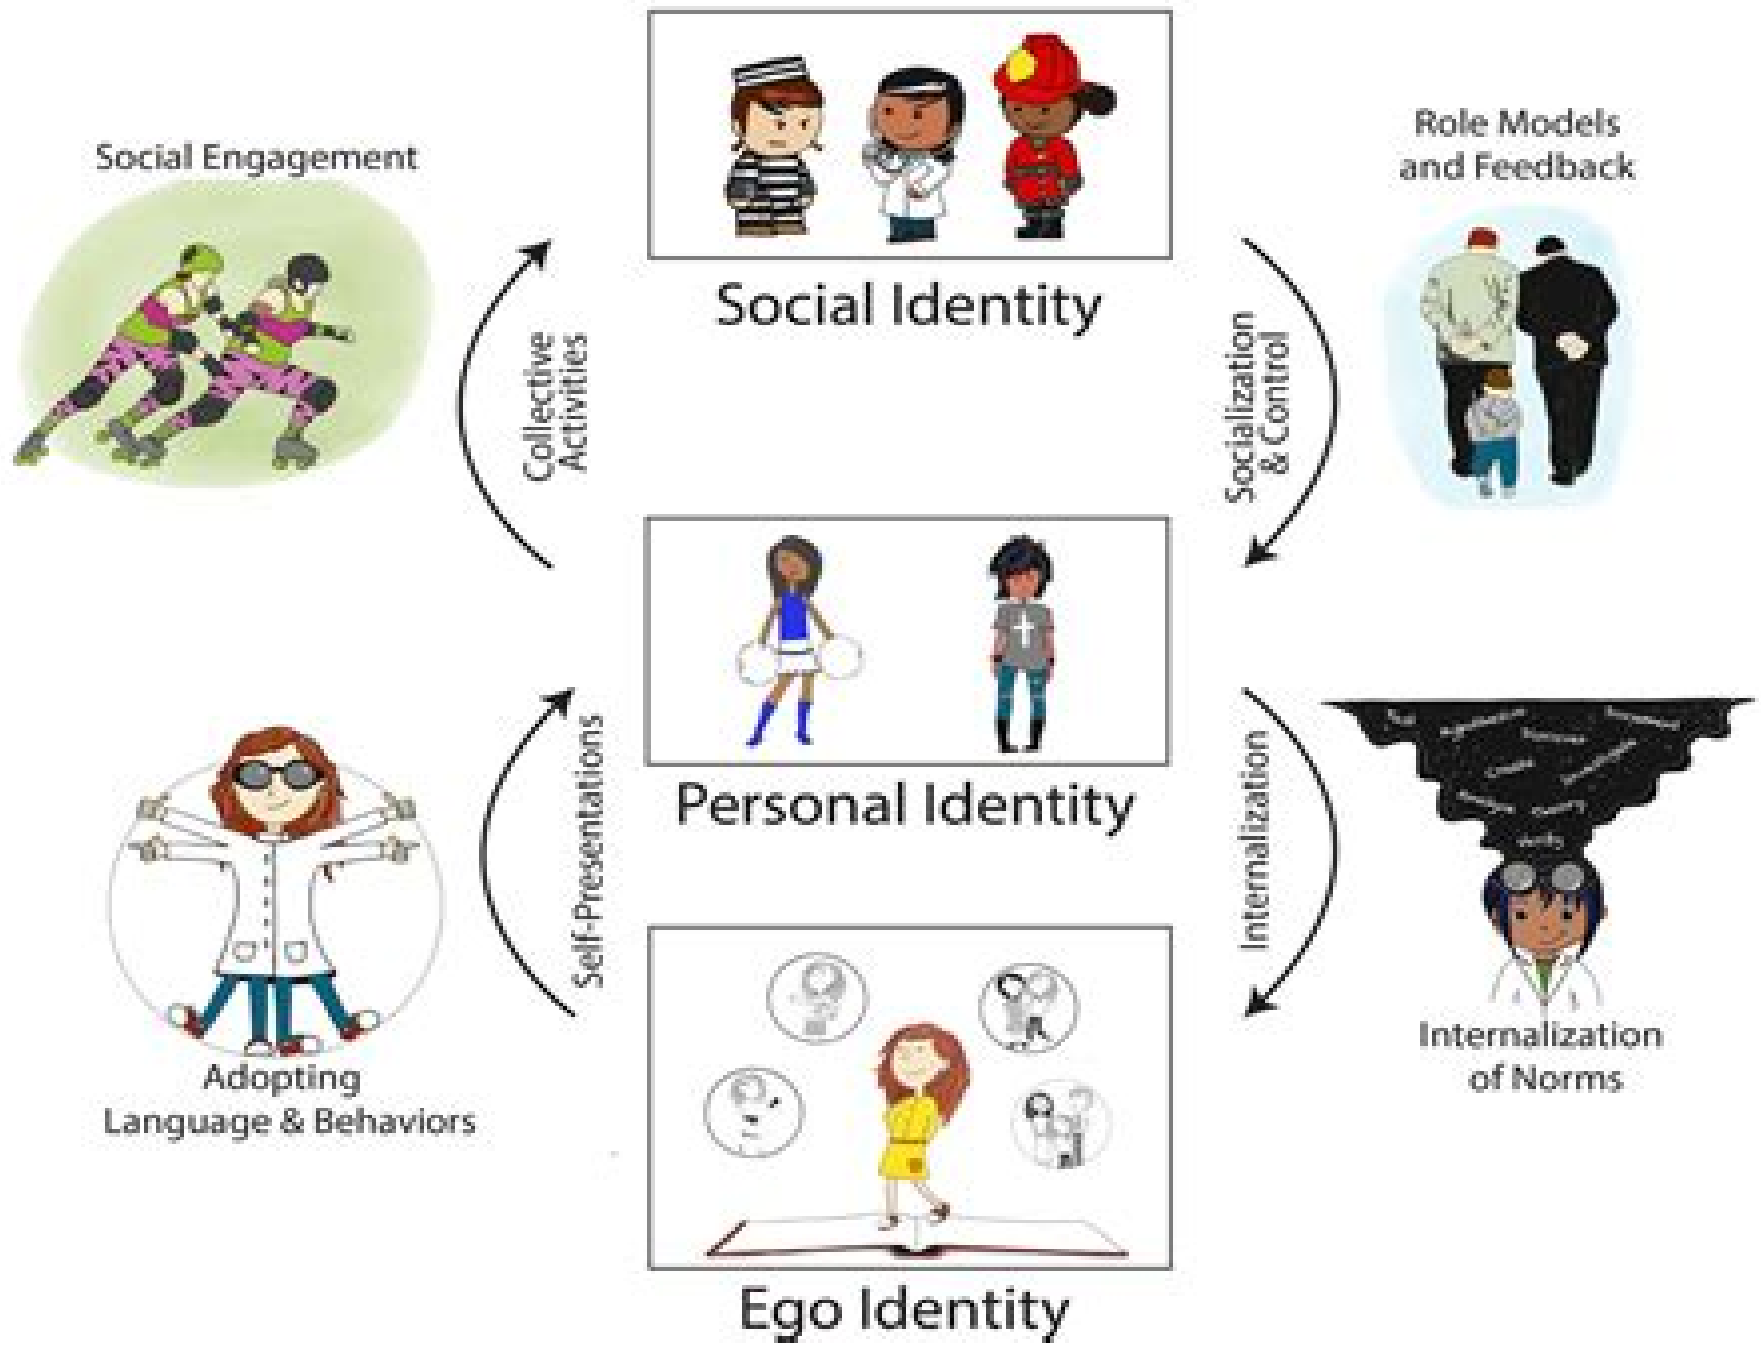 Social Engagement
Role Models
and Feedback
Social Identity
Collective
Activities
Socialization
& Control
Personal Identity
Self-Presentations
Internalization
Verify
Adopting
Language & Behaviors
Internalization
of Norms
Ego Identity